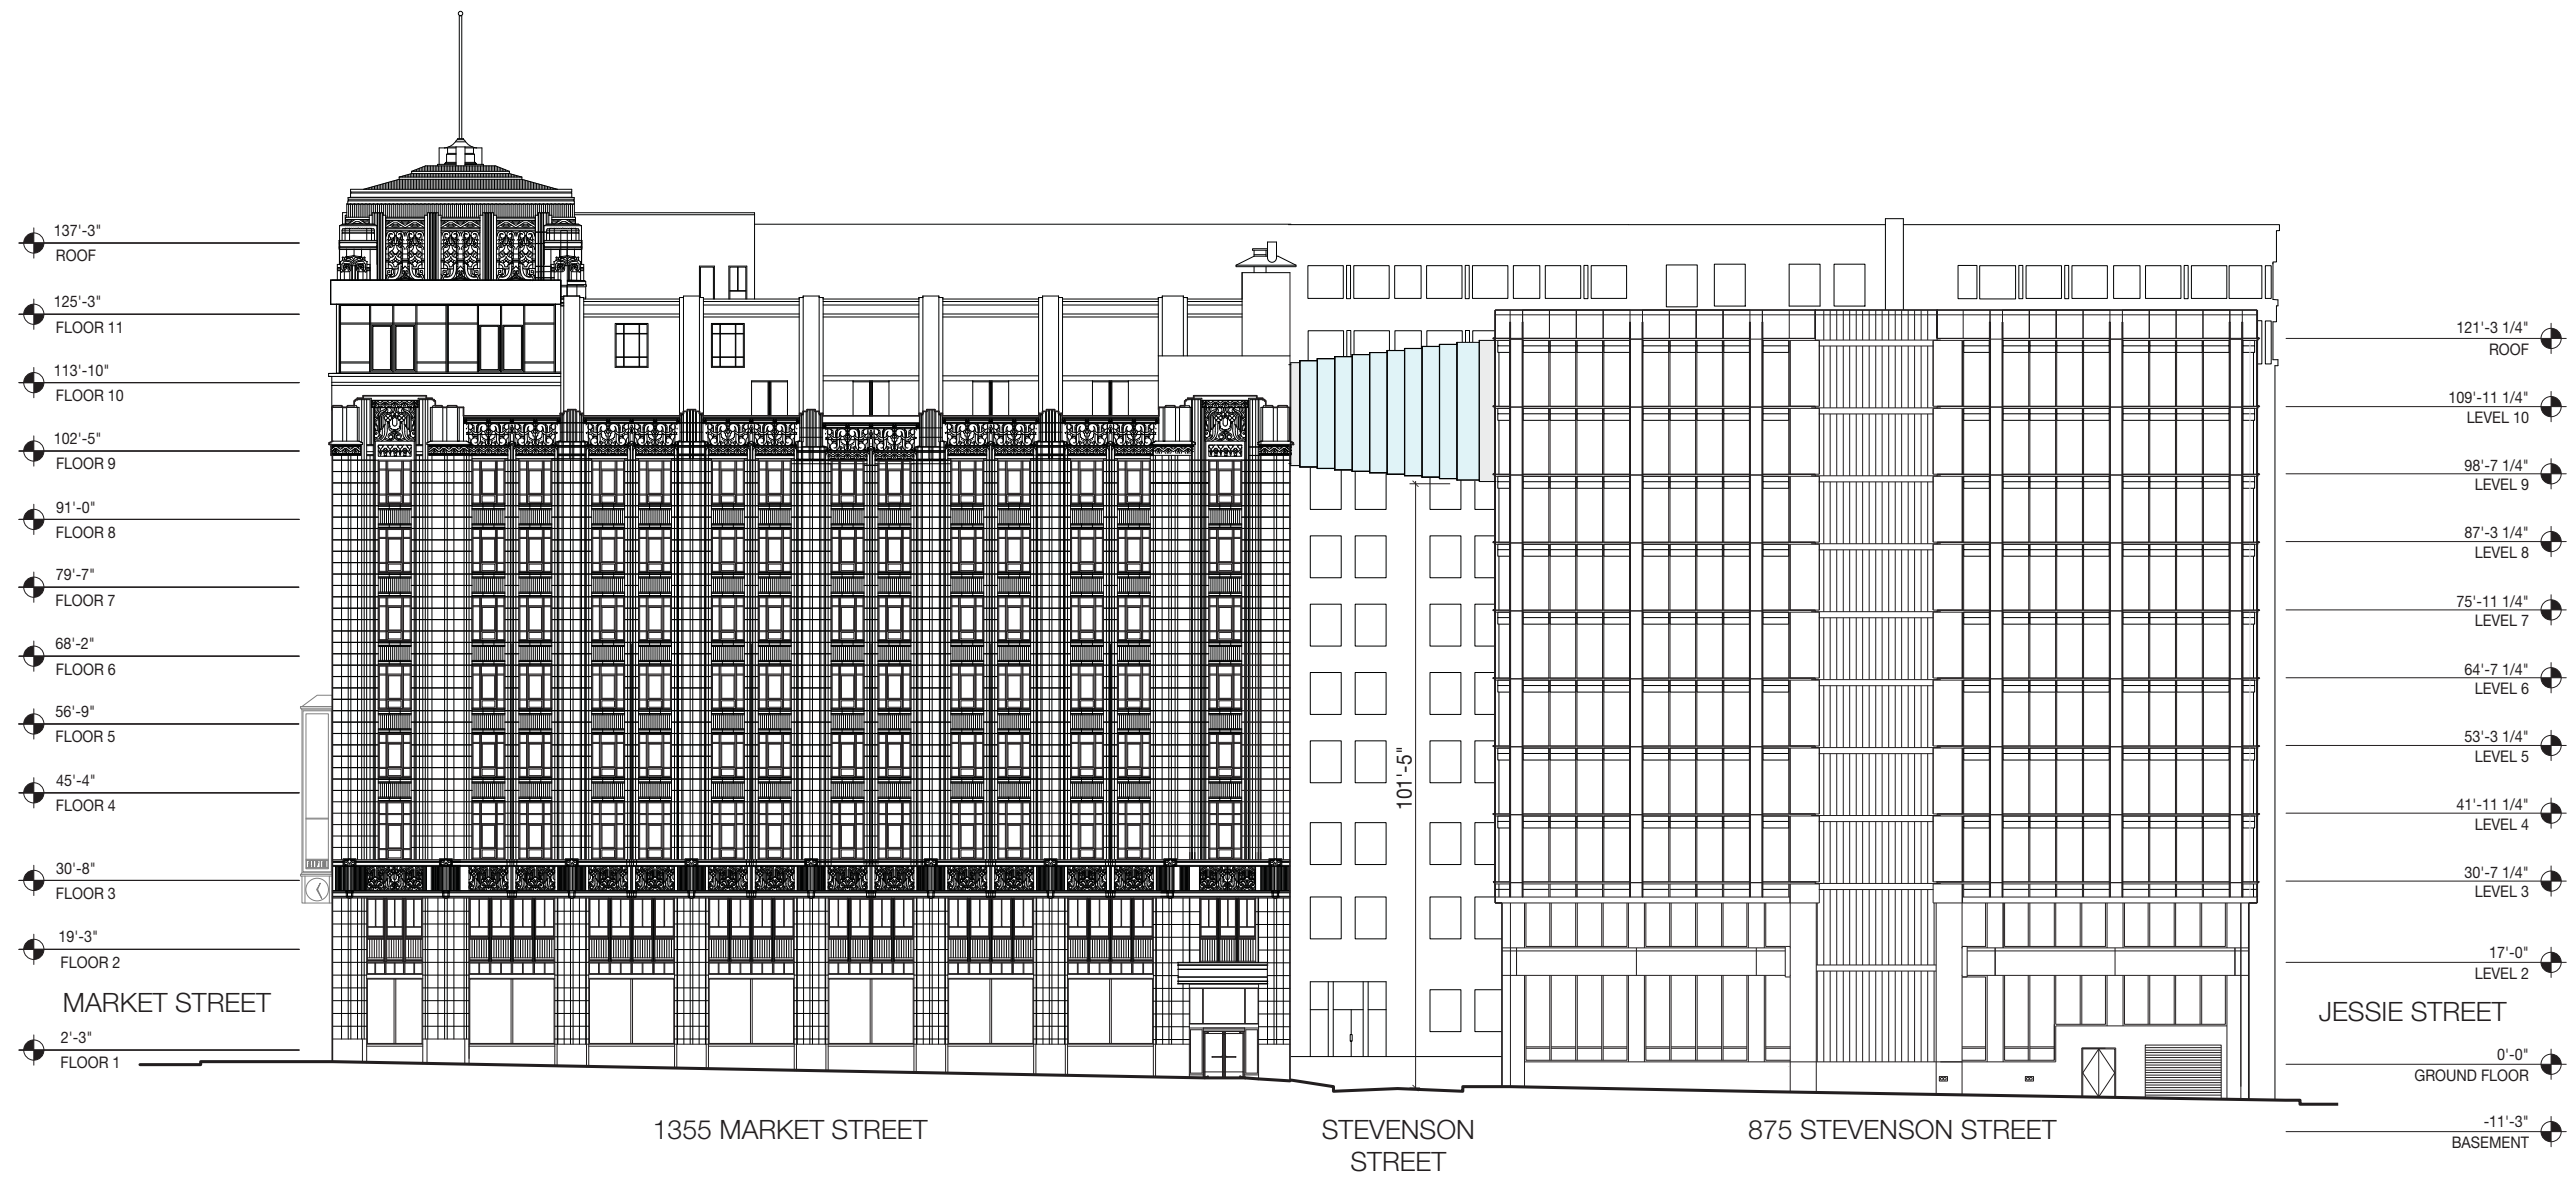 137'-3"
ROOF
125'-3"
FLOOR 11
113'-10"
FLOOR 10
102'-5"
FLOOR 9
91'-0"
FLOOR 8
79'-7"
FLOOR 7
68'-2"
FLOOR 6
56'-9"
FLOOR 5
45'-4"
FLOOR 4
30'-8"
FLOOR 3
19'-3"
FLOOR 2
MARKET STREET
2'-3"
FLOOR 1
101'-5"
121'-3 1/4"
ROOF
109'-11 1/4"
LEVEL 10
98'-7 1/4"
LEVEL 9
87'-3 1/4"
LEVEL 8
75'-11 1/4"
LEVEL 7
64'-7 1/4"
LEVEL 6
53'-3 1/4"
LEVEL 5
41'-11 1/4"
LEVEL 4
30'-7 1/4"
LEVEL 3
17'-0"
LEVEL 2
JESSIE STREET
0'-0"
GROUND FLOOR
-11'-3"
BASEMENT
1355 MARKET STREET
STEVENSON
STREET
875 STEVENSON STREET